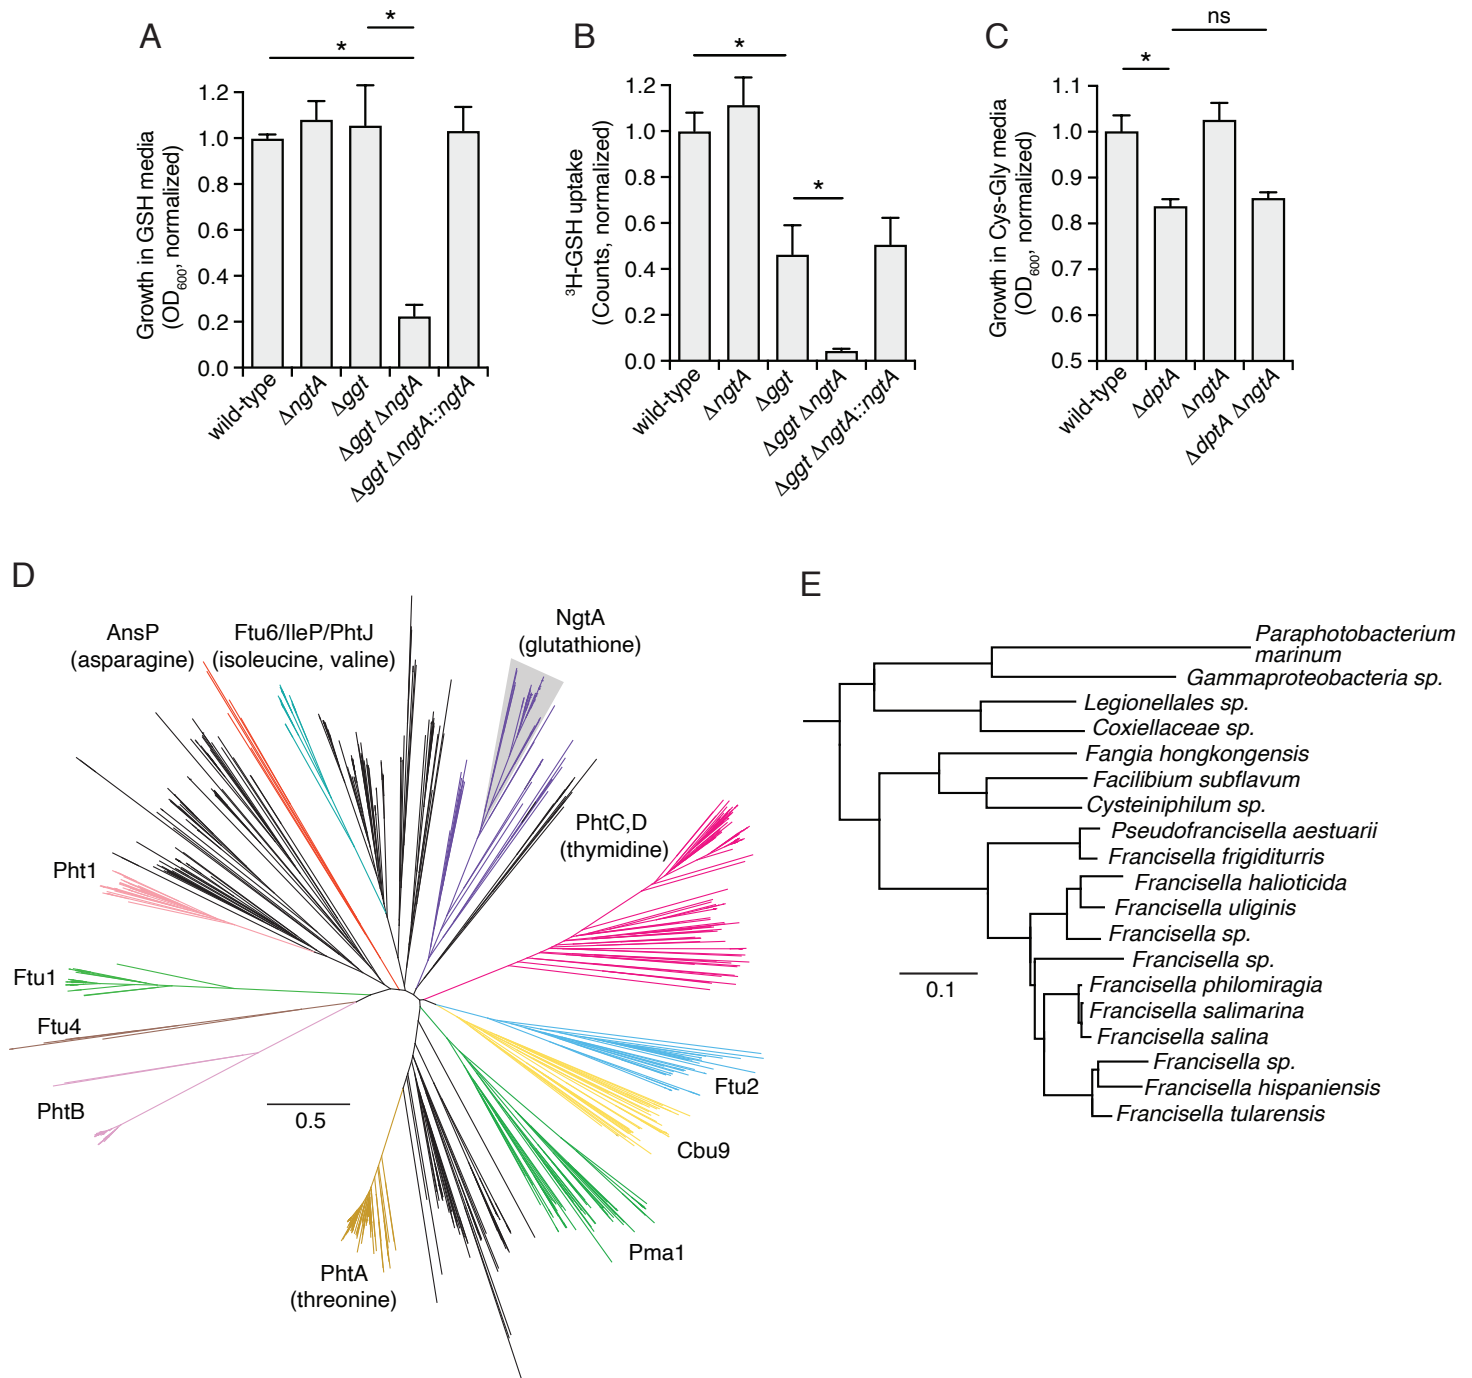 A
*
*
Growth in GSH media
(OD600, normalized)
1.2
1.0
0.8
0.6
0.4
0.2
0.0
wild-type
ΔngtA
Δggt
Δggt ΔngtA
Δggt ΔngtA::ngtA
B
*
*
3H-GSH uptake
(Counts, normalized)
1.2
1.0
0.8
0.6
0.4
0.2
0.0
wild-type
ΔngtA
Δggt
Δggt ΔngtA
Δggt ΔngtA::ngtA
C
ns
*
Growth in Cys-Gly media
(OD600, normalized)
1.1
1.0
0.9
0.8
0.7
0.6
0.5
wild-type
ΔdptA
ΔngtA
ΔdptA ΔngtA
D
AnsP
(asparagine)
Ftu6/IleP/PhtJ
(isoleucine, valine)
NgtA
(glutathione)
PhtC,D
(thymidine)
Pht1
Ftu1
Ftu4
PhtB
0.5
Ftu2
Cbu9
Pma1
PhtA
(threonine)
E
Paraphotobacterium
marinum
Gammaproteobacteria sp.
Legionellales sp.
Coxiellaceae sp.
Fangia hongkongensis
Facilibium subflavum
Cysteiniphilum sp.
Pseudofrancisella aestuarii
Francisella frigiditurris
Francisella halioticida
Francisella uliginis
Francisella sp.
Francisella sp.
Francisella philomiragia
Francisella salimarina
Francisella salina
Francisella sp.
Francisella hispaniensis
Francisella tularensis
0.1